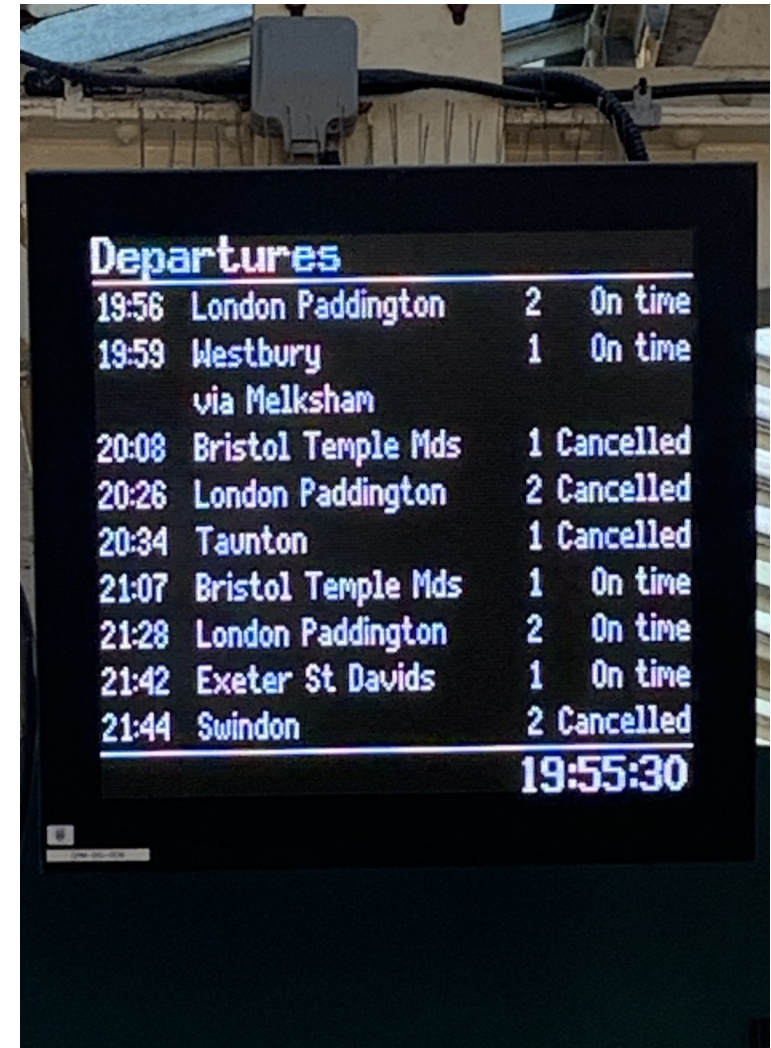 Departures
19:56 London Paddington 2 On time
19:59 Westbury 1 On time
via Melksham
20:08 Bristol Temple Mds 1 Cancelled
20:26 London Paddington 2 Cancelled
20:34 Taunton 1 Cancelled
21:07 Bristol Temple Mds 1 On time
21:28 London Paddington 2 On time
21:42 Exeter St Davids 1 On time
21:44 Swindon 2 Cancelled
19:55:30